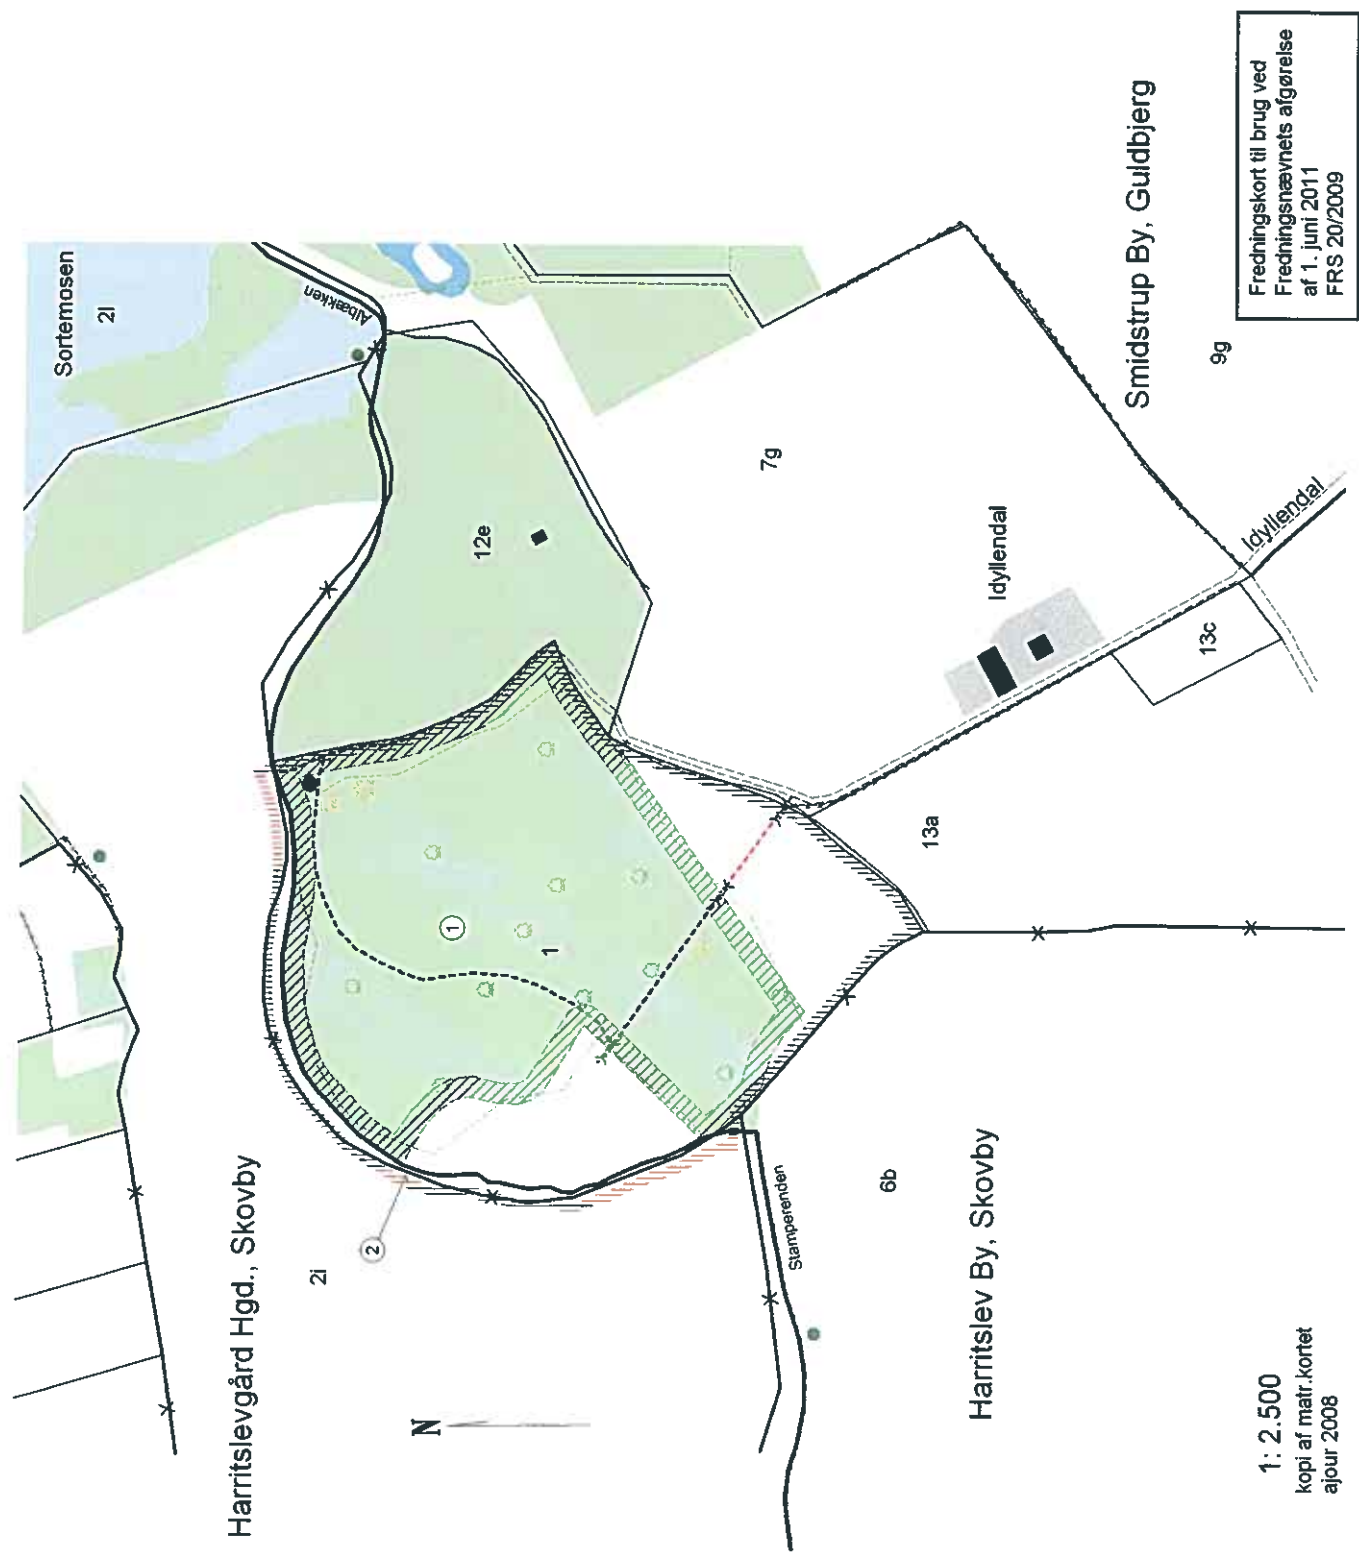 Harritslevgård Hgd., Skovby
Sortemosen
2l
Albækken
2i
2
N
12e
1
1
7g
Idyllendal
Idyllendal
13c
13a
9g
Smidstrup By, Guldbjerg
Stamperenden
6b
Harritslev By, Skovby
1: 2.500
kopi af matr.kortet
ajour 2008
Fredningskort til brug ved
Fredningsnævnets afgørelse
af 1. juni 2011
FRS 20/2009